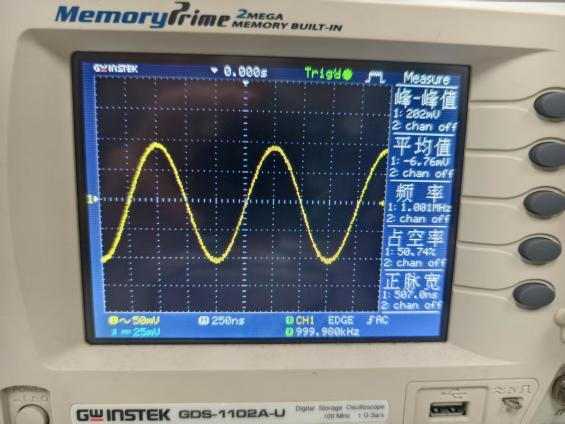 MemoryPrime 2MEGA
MEMORY BUILT-IN
GWINSTEK
0.000s
Trig'd
Measure
峰-峰值
1: 202mV
2: chan off
平均值
1: -6.76mV
2: chan off
频 率
1: 1.001MHz
2: chan off
占空率
1: 50.74%
2: chan off
正脉宽
1: 507.0ns
2: chan off
1 ~ 50mV
M 250ns
CH1 EDGE AC
2 25mV
999.980kHz
POWER
GWINSTEK GDS-1102A-U
Digital Storage Oscilloscope
100 MHz 1 G Sa/s
≈2V